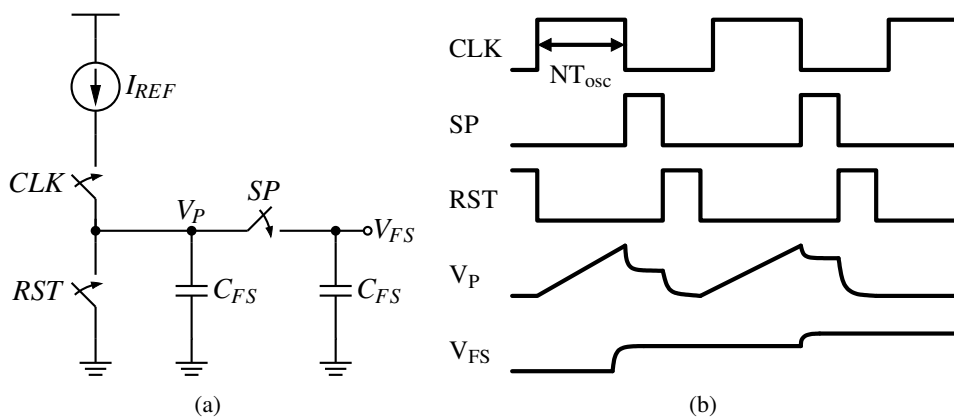 I_REF
CLK
SP
V_P
V_FS
RST
C_FS
C_FS
(a)
CLK
NT_osc
SP
RST
V_P
V_FS
(b)